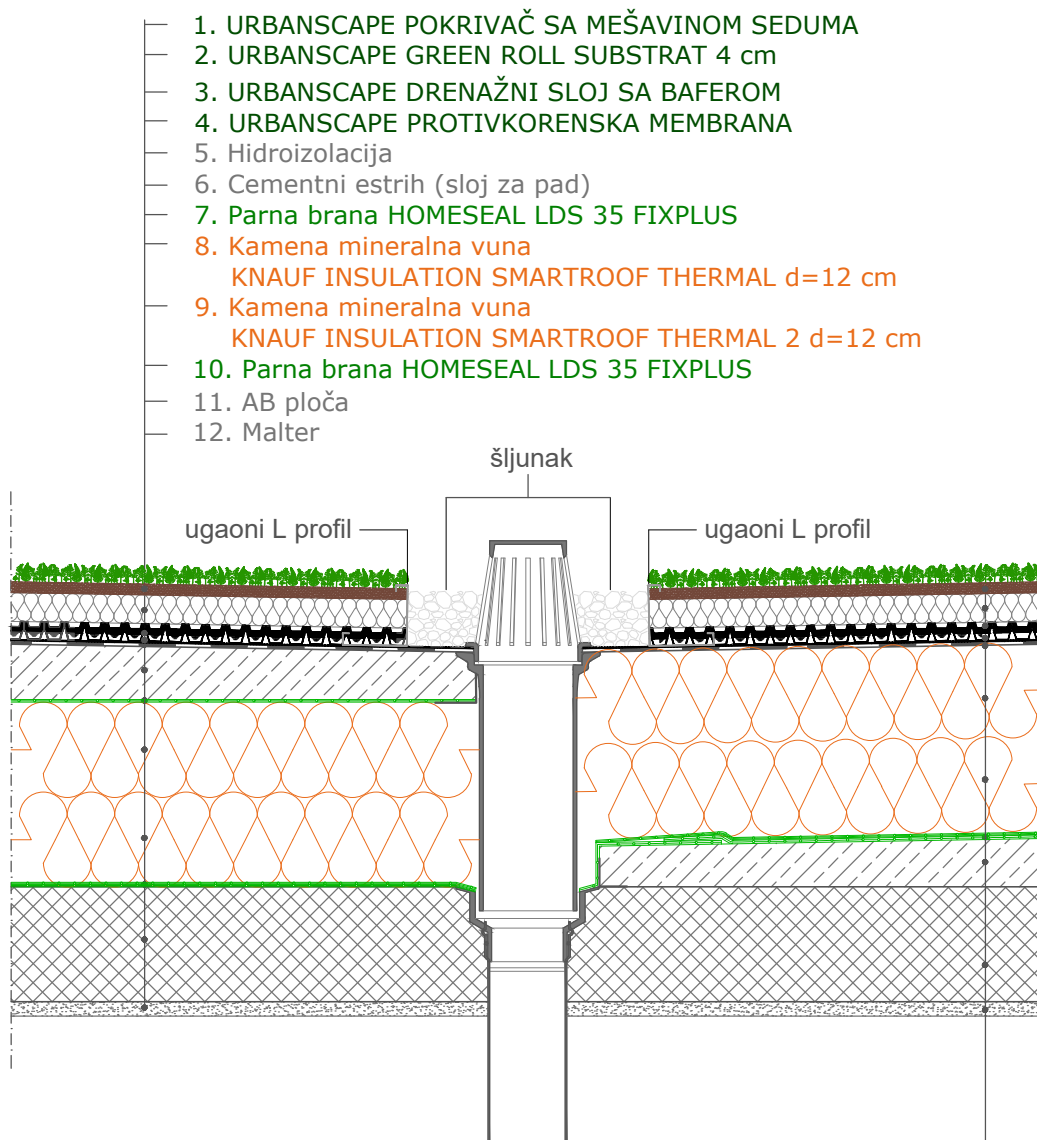 1. URBANSCAPE POKRIVAČ SA MEŠAVINOM SEDUMA
2. URBANSCAPE GREEN ROLL SUBSTRAT 4 cm
3. URBANSCAPE DRENAŽNI SLOJ SA BAFEROM
4. URBANSCAPE PROTIVKORENSKA MEMBRANA
5. Hidroizolacija
6. Cementni estrih (sloj za pad)
7. Parna brana HOMESEAL LDS 35 FIXPLUS
8. Kamena mineralna vuna
KNAUF INSULATION SMARTROOF THERMAL d=12 cm
9. Kamena mineralna vuna
KNAUF INSULATION SMARTROOF THERMAL 2 d=12 cm
10. Parna brana HOMESEAL LDS 35 FIXPLUS
11. AB ploča
12. Malter
šljunak
ugaoni L profil
ugaoni L profil